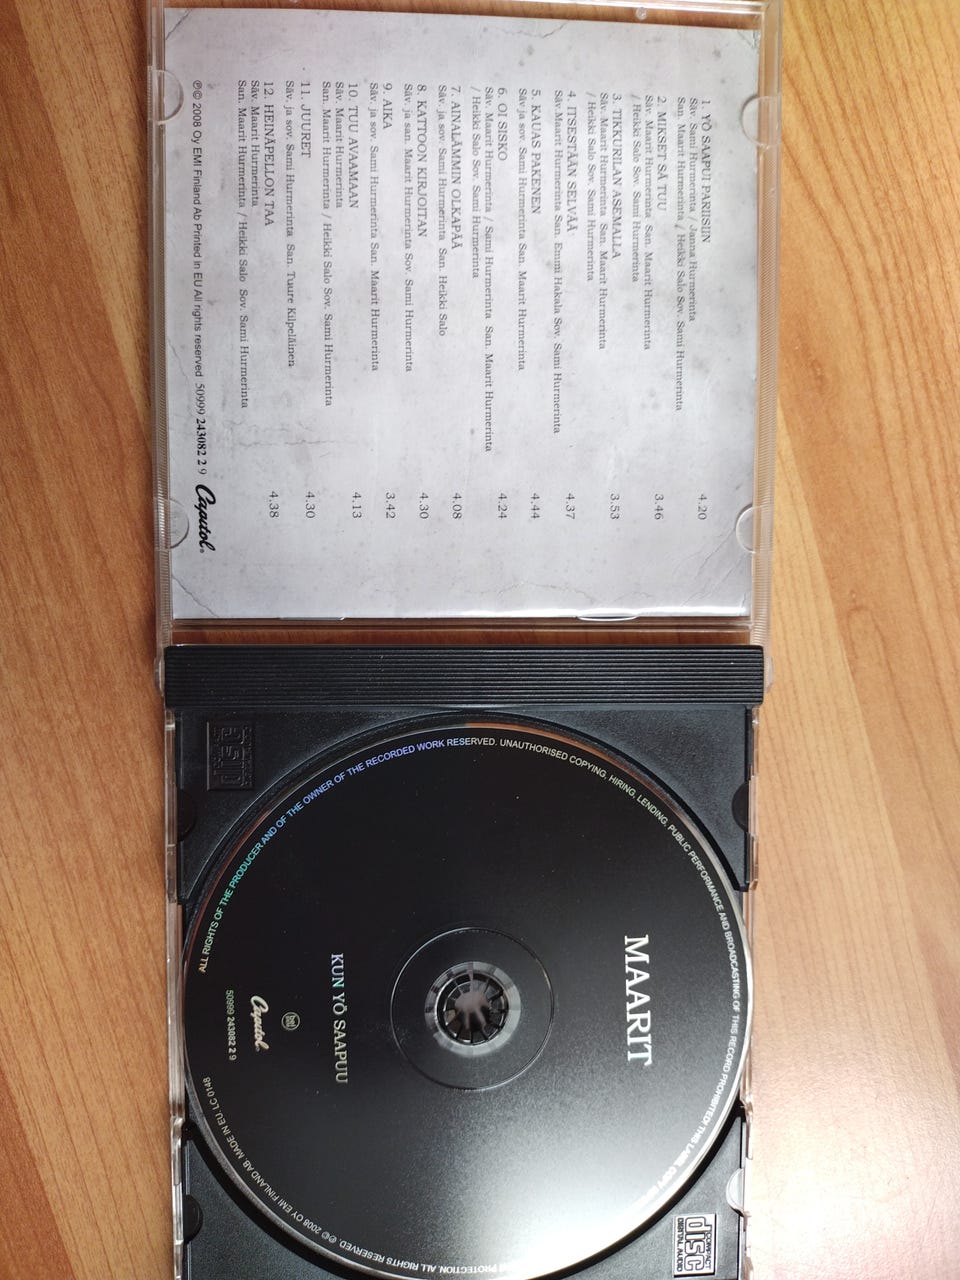 1. YÖ SAAPUI PARIISIIN 4.20
Säv. Sami Hurmerinta / Janna Hurmerinta
San. Maarit Hurmerinta / Heikki Salo Sov. Sami Hurmerinta
2. MIKSET SÄ TUU 3.46
Säv. Maarit Hurmerinta San. Maarit Hurmerinta
/ Heikki Salo Sov. Sami Hurmerinta
3. TIKKURILAN ASEMALLA 3.53
Säv. Maarit Hurmerinta San. Maarit Hurmerinta
/ Heikki Salo Sov. Sami Hurmerinta
4. ITSESTÄÄN SELVÄÄ 4.37
Säv. Maarit Hurmerinta San. Emmi Hakala Sov. Sami Hurmerinta
5. KAUAS PAKENEN 4.44
Säv ja sov. Sami Hurmerinta San. Maarit Hurmerinta
6. OI SISKO 4.24
Säv. Maarit Hurmerinta / Sami Hurmerinta San. Maarit Hurmerinta
/ Heikki Salo Sov. Sami Hurmerinta
7. AINALÄMMIN OLKAPÄÄ 4.08
Säv. ja sov. Sami Hurmerinta San. Heikki Salo
8. KATTOON KIRJOITAN 4.30
Säv. ja san. Maarit Hurmerinta Sov. Sami Hurmerinta
9. AIKA 3.42
Säv. ja sov. Sami Hurmerinta San. Maarit Hurmerinta
10. TUU AVAAMAAN 4.13
Säv. Maarit Hurmerinta
San. Maarit Hurmerinta / Heikki Salo Sov. Sami Hurmerinta
11. JUURET 4.30
Säv. ja sov. Sami Hurmerinta San. Tuure Kilpeläinen
12. HEINÄPELLON TAA 4.38
Säv. Maarit Hurmerinta
San. Maarit Hurmerinta / Heikki Salo Sov. Sami Hurmerinta
℗© 2008 Oy EMI Finland Ab Printed in EU All rights reserved 50999 243082 2 9 Capitol®
MAARIT
KUN YÖ SAAPUU
Capitol®
50999 243082 2 9
ALL RIGHTS OF THE PRODUCER AND OF THE OWNER OF THE RECORDED WORK RESERVED. UNAUTHORISED COPYING, HIRING, LENDING, PUBLIC PERFORMANCE AND BROADCASTING OF THIS RECORD PROHIBITED! THIS LABEL COPY PROTECTION. ALL RIGHTS RESERVED. ℗© 2008 OY EMI FINLAND AB. MADE IN EU. LC 0148
COMPACT
disc
DIGITAL AUDIO